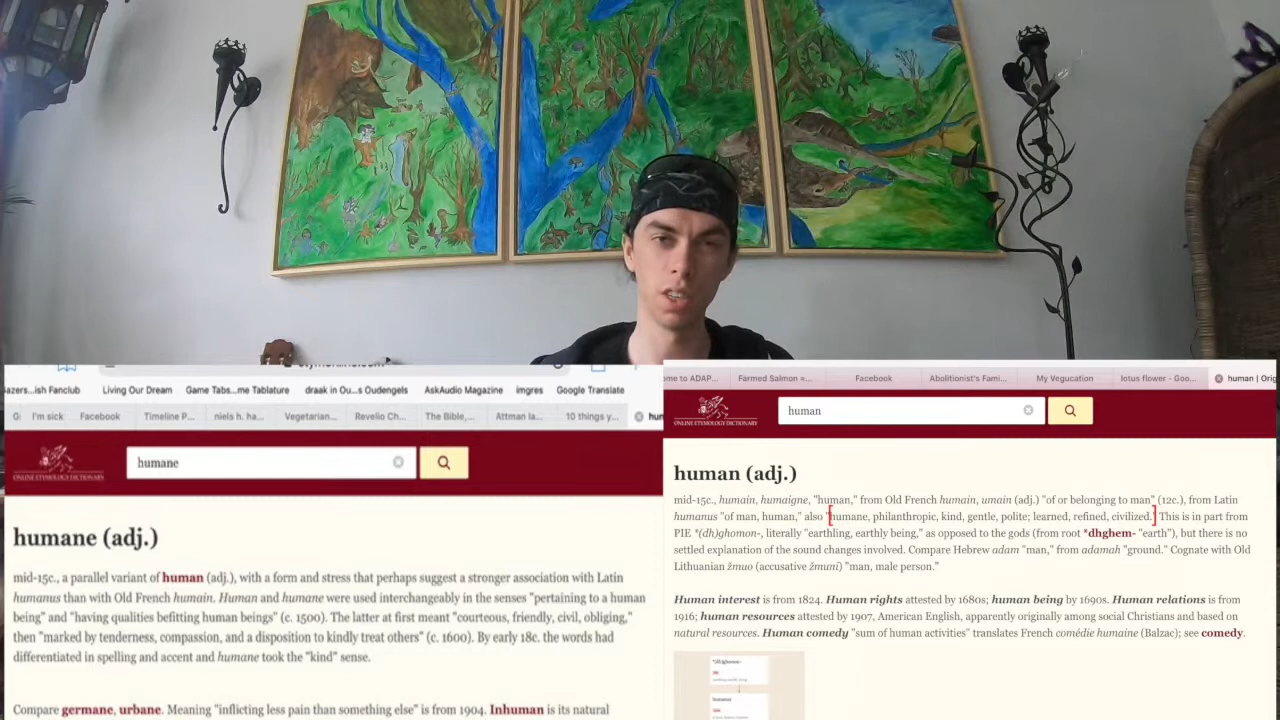 azers...ish Fanclub Living Our Dream Game Tabs...me Tablature draak in Ou...s Oudengels AskAudio Magazine imgres Google Translate
I'm sick Facebook Timeline P... niels h. ha... Vegetarian... Revelio Ch... The Bible,... Attman la... 10 things y...
ONLINE ETYMOLOGY DICTIONARY
humane
humane (adj.)
mid-15c., a parallel variant of human (adj.), with a form and stress that perhaps suggest a stronger association with Latin
humanus than with Old French humain. Human and humane were used interchangeably in the senses "pertaining to a human
being" and "having qualities befitting human beings" (c. 1500). The latter at first meant "courteous, friendly, civil, obliging,"
then "marked by tenderness, compassion, and a disposition to kindly treat others" (c. 1600). By early 18c. the words had
differentiated in spelling and accent and humane took the "kind" sense.
Compare germane, urbane. Meaning "inflicting less pain than something else" is from 1904. Inhuman is its natural
ome to ADAP... Farmed Salmon «... Facebook Abolitionist's Fami... My Vegucation lotus flower - Goo... human | Ori
ONLINE ETYMOLOGY DICTIONARY
human
human (adj.)
mid-15c., humain, humaigne, "human," from Old French humain, umain (adj.) "of or belonging to man" (12c.), from Latin
humanus "of man, human," also "humane, philanthropic, kind, gentle, polite; learned, refined, civilized." This is in part from
PIE *(dh)ghomon-, literally "earthling, earthly being," as opposed to the gods (from root *dhghem- "earth"), but there is no
settled explanation of the sound changes involved. Compare Hebrew adam "man," from adamah "ground." Cognate with Old
Lithuanian žmuo (accusative žmuni) "man, male person."
Human interest is from 1824. Human rights attested by 1680s; human being by 1690s. Human relations is from
1916; human resources attested by 1907, American English, apparently originally among social Christians and based on
natural resources. Human comedy "sum of human activities" translates French comédie humaine (Balzac); see comedy.
*(dh)ghomon-